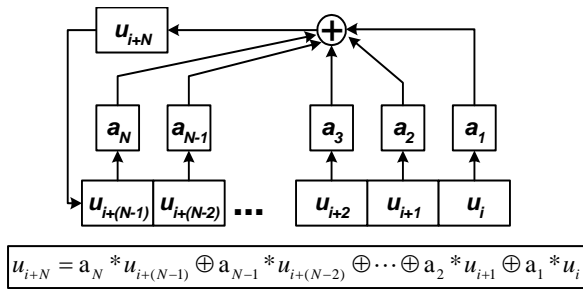 u_{i+N}
a_N a_{N-1} a_3 a_2 a_1
u_{i+(N-1)} u_{i+(N-2)} ... u_{i+2} u_{i+1} u_i
u_{i+N} = a_N * u_{i+(N-1)} ⊕ a_{N-1} * u_{i+(N-2)} ⊕ ⋯ ⊕ a_2 * u_{i+1} ⊕ a_1 * u_i